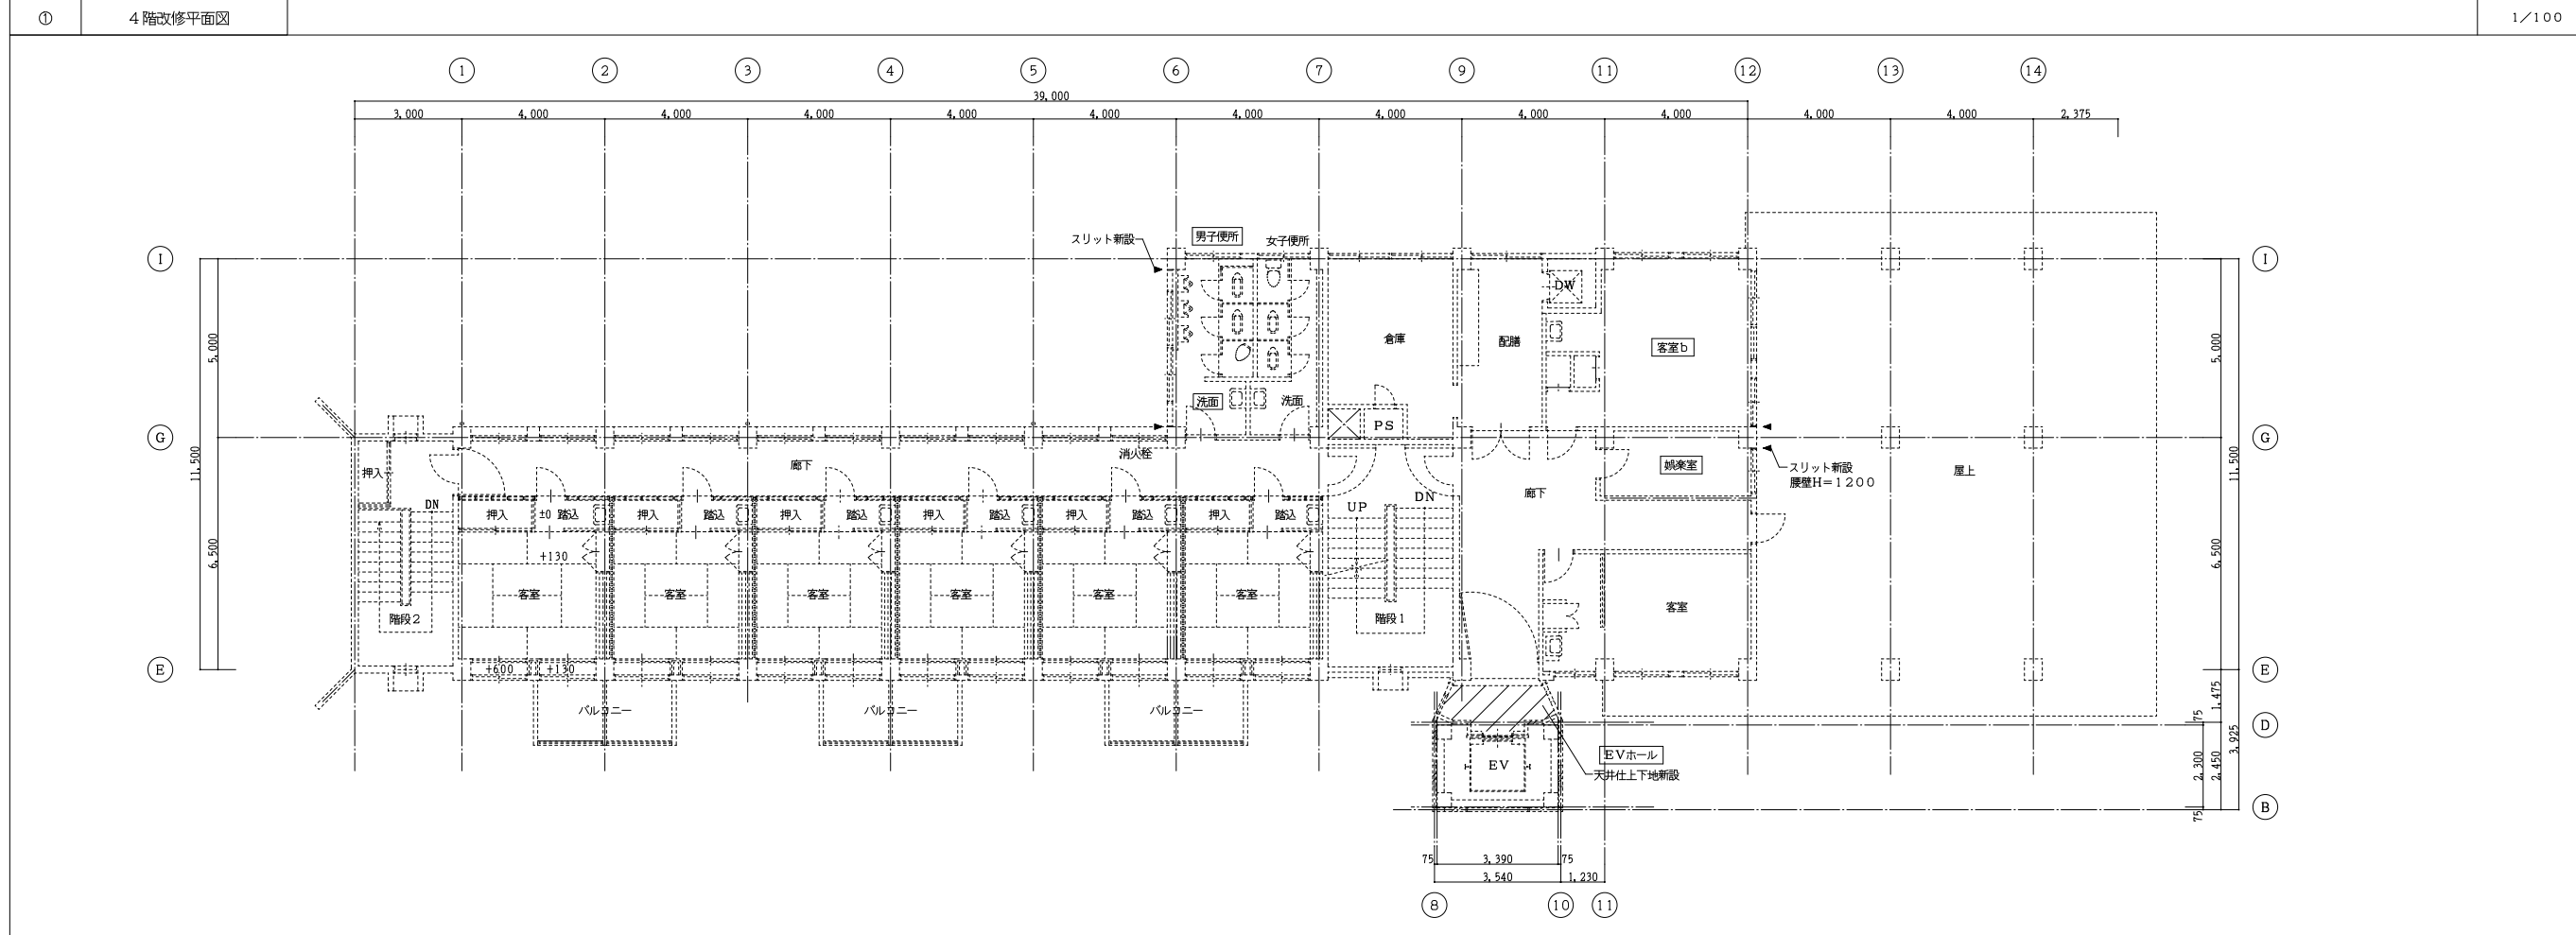 ① ４階改修平面図 １／１００
1 2 3 4 5 6 7 9 11 12 13 14
39,000
3,000 4,000 4,000 4,000 4,000 4,000 4,000 4,000 4,000 4,000 4,000 4,000 2,375
スリット新設 男子便所 女子便所
I I
DW
5,000 倉庫 配膳 客室ｂ 5,000
洗面 洗面
PS
G G
11,500 押入 廊下 消火栓 娯楽室 スリット新設 屋上 11,500
腰壁H＝１２００
DN UP DN 廊下
押入 ±0 踏込 押入 踏込 押入 踏込 押入 踏込 押入 踏込 押入 踏込
6,500 +130 6,500
客室 客室 客室 客室 客室 客室 客室
階段２ 階段１
E +600 +130 E
バルコニー バルコニー バルコニー
1,475
75
D
3,925
EVホール
EV
天井仕上下地新設
2,300 2,450
B
75
75 3,390 75
3,540 1,230
8 10 11